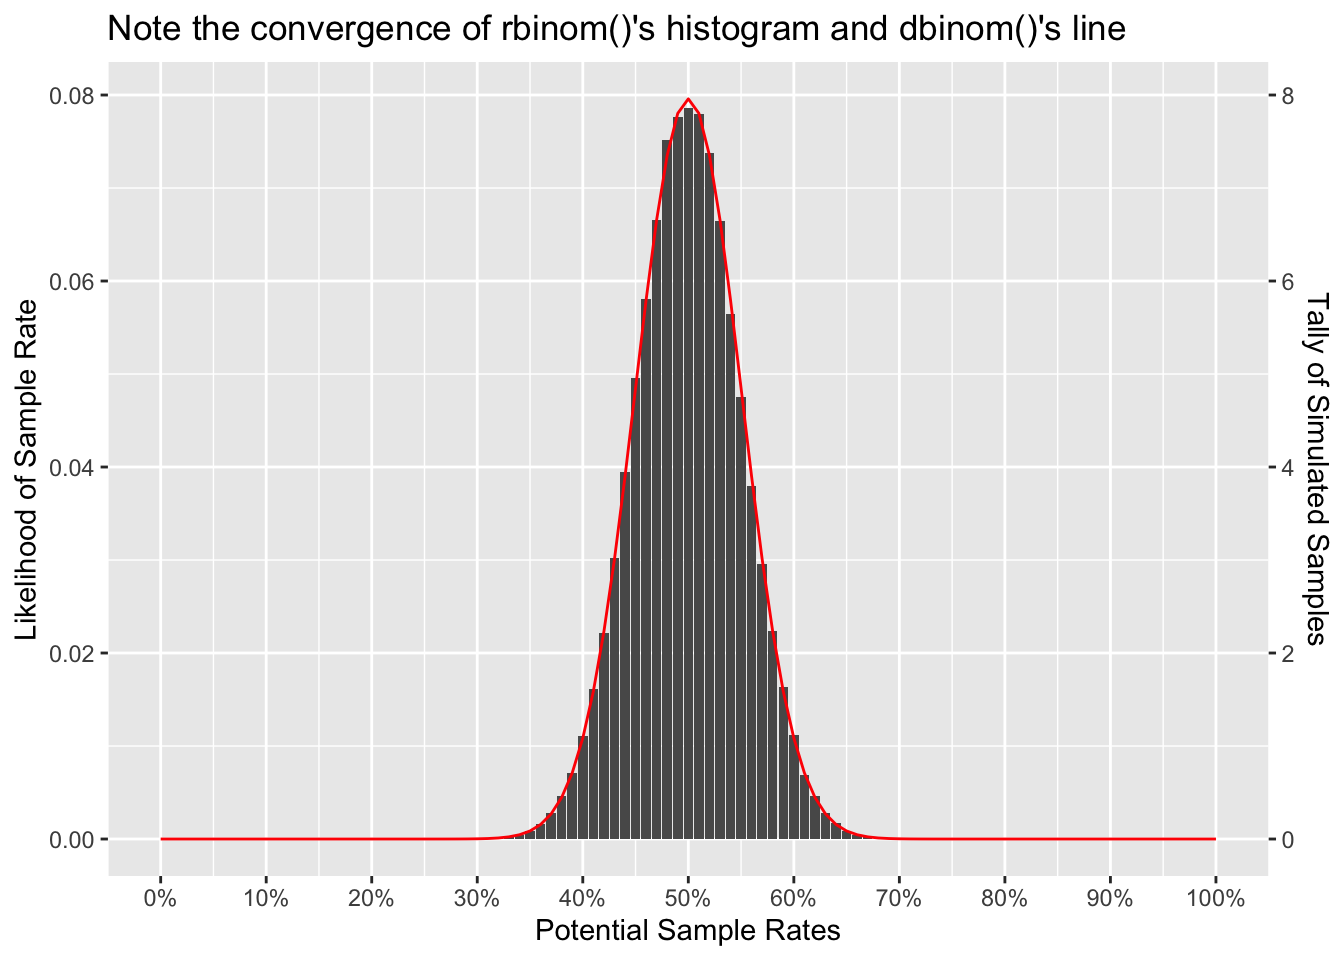 Note the convergence of rbinom()'s histogram and dbinom()'s line
Likelihood of Sample Rate
0.08
0.06
0.04
0.02
0.00
8
6
4
2
0
Tally of Simulated Samples
0% 10% 20% 30% 40% 50% 60% 70% 80% 90% 100%
Potential Sample Rates